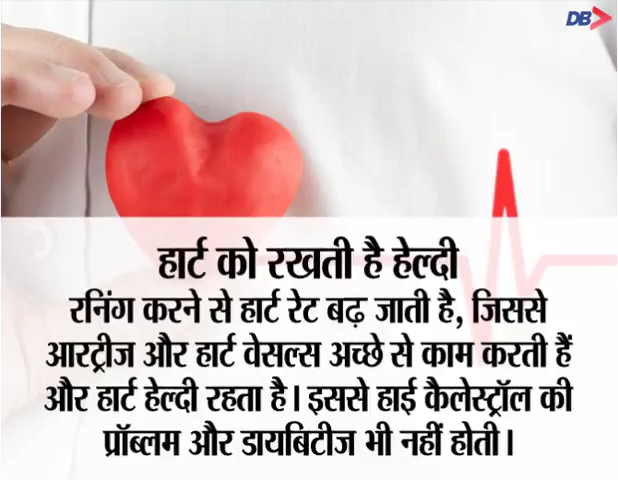 DB
हार्ट को रखती है हेल्दी
रनिंग करने से हार्ट रेट बढ़ जाती है, जिससे
आरट्रीज और हार्ट वेसल्स अच्छे से काम करती हैं
और हार्ट हेल्दी रहता है। इससे हाई कैलेस्ट्रॉल की
प्रॉब्लम और डायबिटीज भी नहीं होती।